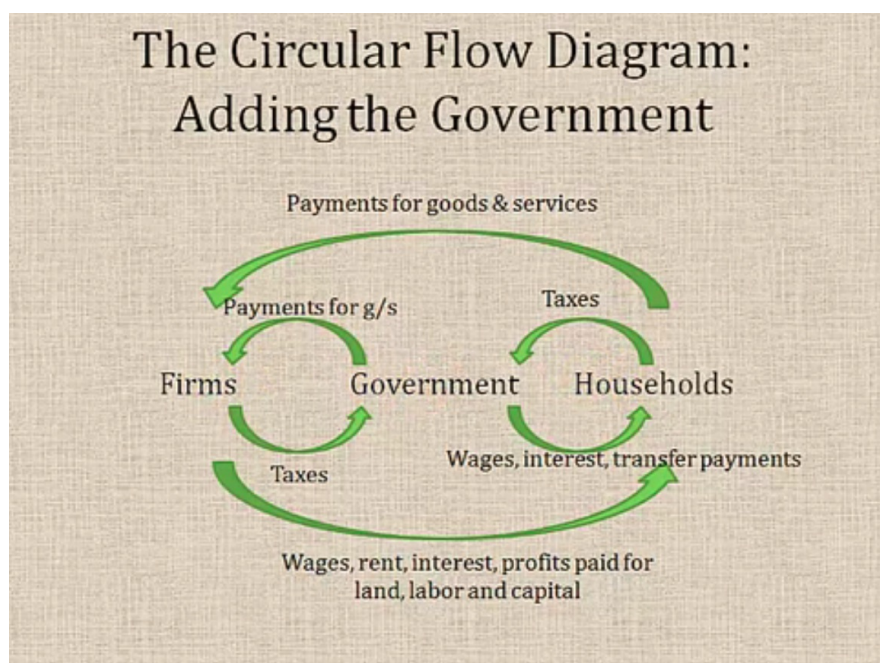 The Circular Flow Diagram:
Adding the Government
Payments for goods & services
Payments for g/s
Taxes
Firms
Government
Households
Taxes
Wages, interest, transfer payments
Wages, rent, interest, profits paid for
land, labor and capital